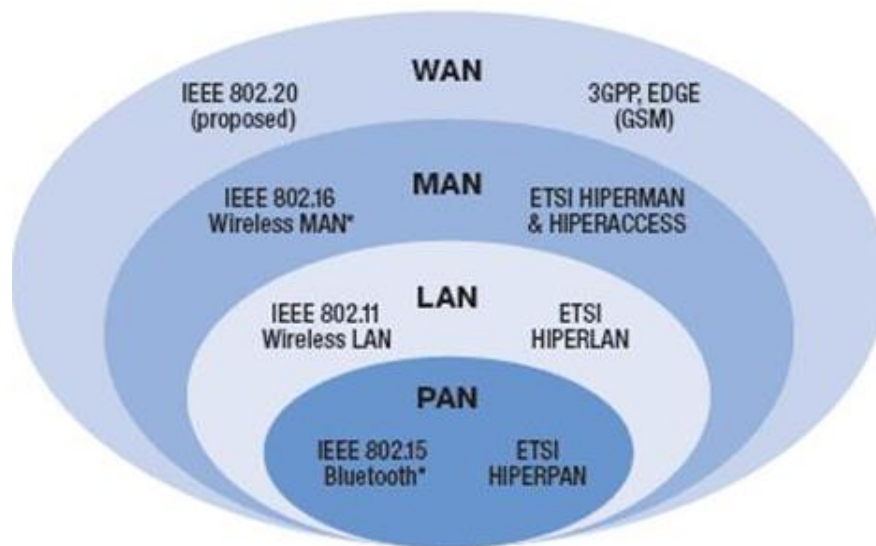 WAN
IEEE 802.20
(proposed)
3GPP, EDGE
(GSM)
MAN
IEEE 802.16
Wireless MAN*
ETSI HIPERMAN
& HIPERACCESS
LAN
IEEE 802.11
Wireless LAN
ETSI
HIPERLAN
PAN
IEEE 802.15
Bluetooth*
ETSI
HIPERPAN